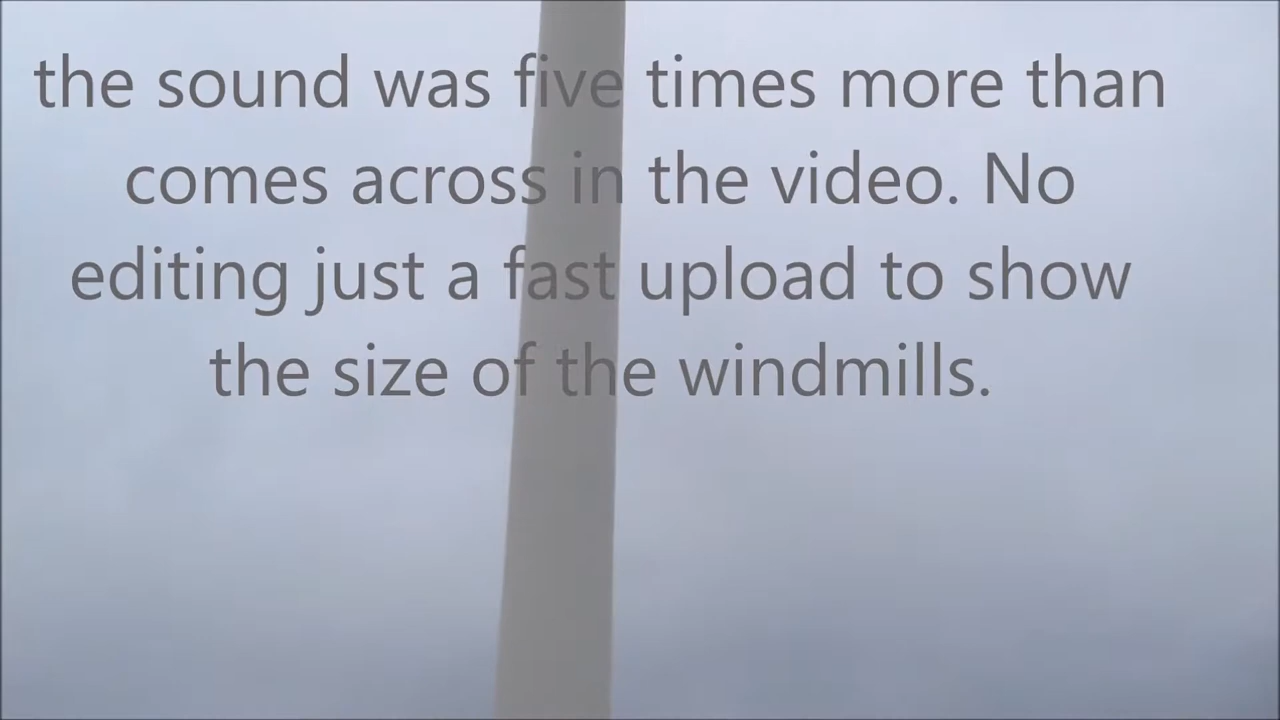 the sound was five times more than
comes across in the video. No
editing just a fast upload to show
the size of the windmills.